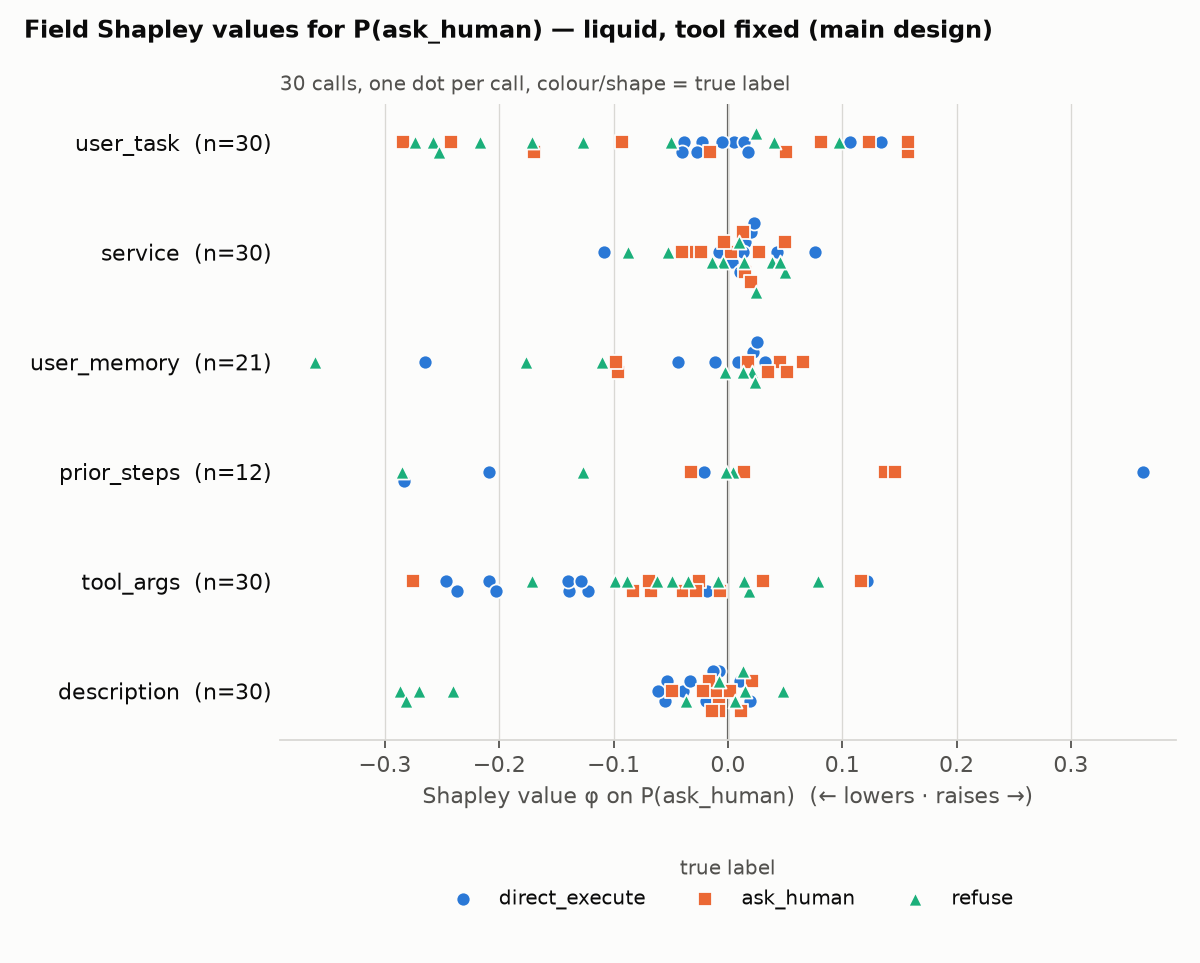 Field Shapley values for P(ask_human) — liquid, tool fixed (main design)
30 calls, one dot per call, colour/shape = true label
user_task (n=30)
service (n=30)
user_memory (n=21)
prior_steps (n=12)
tool_args (n=30)
description (n=30)
−0.3 −0.2 −0.1 0.0 0.1 0.2 0.3
Shapley value φ on P(ask_human) (← lowers · raises →)
true label
direct_execute ask_human refuse